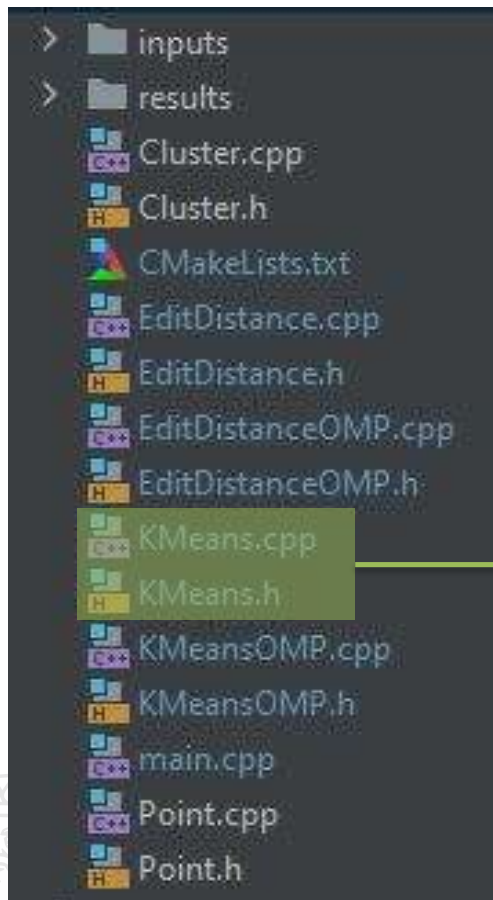 inputs
results
C++ Cluster.cpp
H Cluster.h
CMakeLists.txt
C++ EditDistance.cpp
H EditDistance.h
C++ EditDistanceOMP.cpp
H EditDistanceOMP.h
C++ KMeans.cpp
H KMeans.h
C++ KMeansOMP.cpp
H KMeansOMP.h
C++ main.cpp
C++ Point.cpp
H Point.h